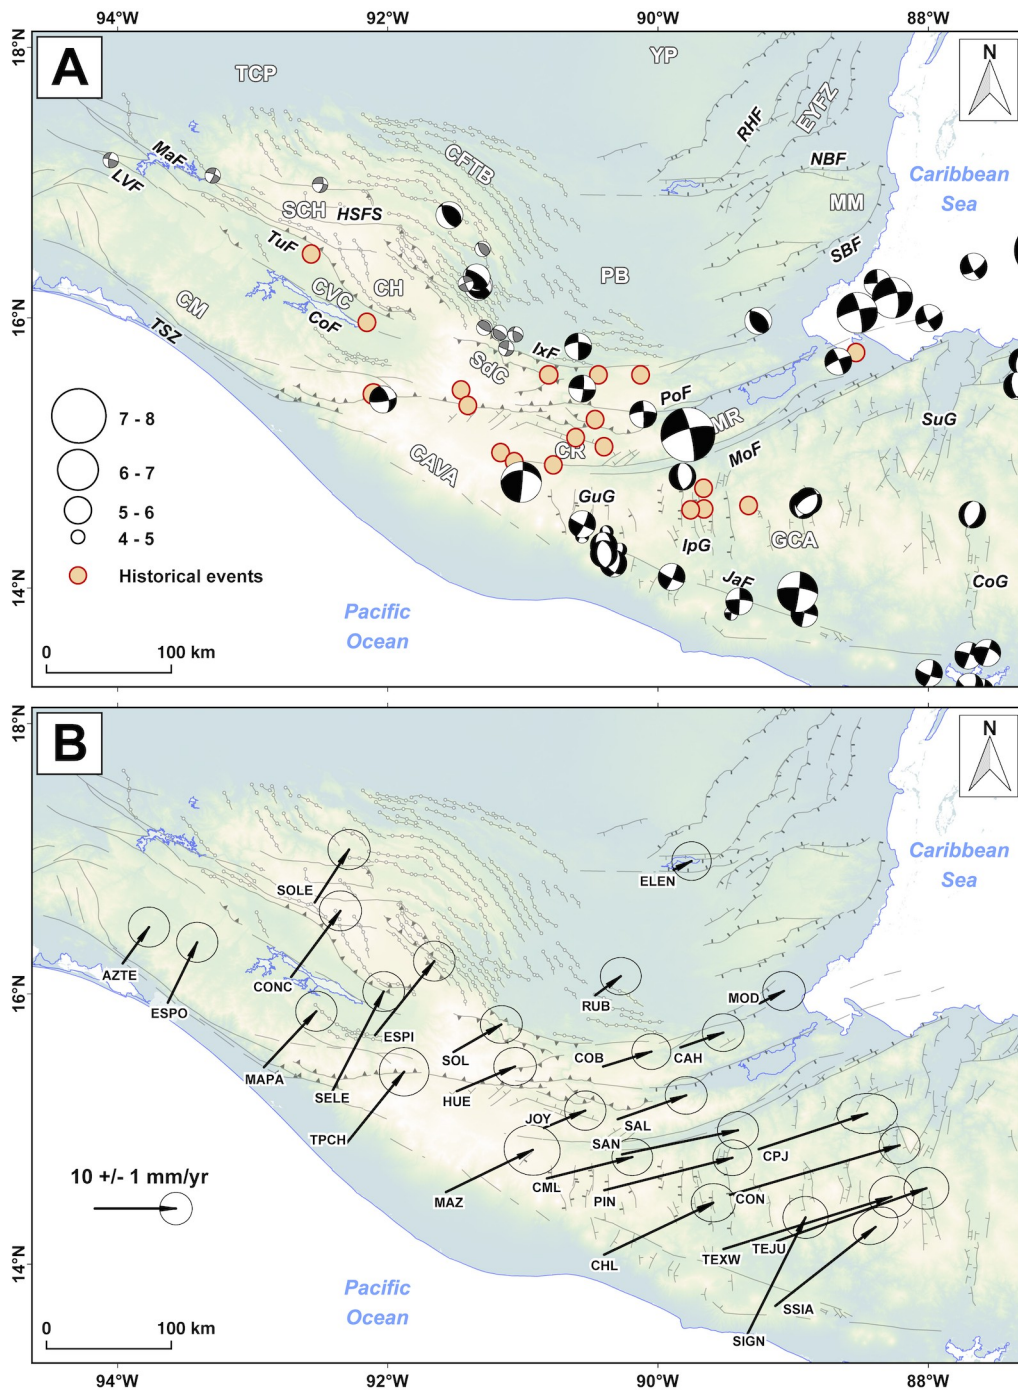 94°W 92°W 90°W 88°W
18°N
A
TCP
YP
N
RHF
EYFZ
MaF
LVF
CFTB
NBF
Caribbean
Sea
SCH
HSFS
MM
TuF
SBF
CVC
CH
PB
CM
CoF
TSZ
16°N
IxF
SdC
PoF
MR
SuG
7 - 8
6 - 7
5 - 6
4 - 5
Historical events
CAVA
CR
MoF
GuG
IpG
GCA
JaF
CoG
14°N
Pacific
Ocean
0 100 km
18°N
B
N
Caribbean
Sea
ELEN
SOLE
AZTE
CONC
ESPO
RUB
MOD
16°N
ESPI
MAPA
SOL
COB
CAH
SELE
HUE
TPCH
JOY
SAL
SAN
CPJ
10 +/- 1 mm/yr
MAZ
CML
PIN
CON
CHL
TEXW
TEJU
14°N
Pacific
Ocean
SSIA
SIGN
0 100 km
94°W 92°W 90°W 88°W